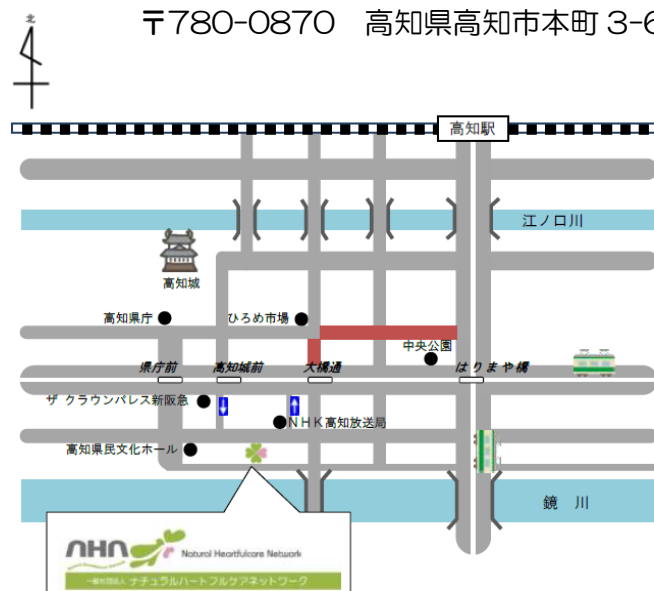 北
〒780-0870 高知県高知市本町 3-6
高知駅
江ノ口川
高知城
高知県庁
ひろめ市場
中央公園
県庁前
高知城前
大橋通
はりまや橋
ザ クラウンパレス新阪急
NHK高知放送局
高知県民文化ホール
鏡 川
nHn
Natural Heartfulcare Network
一般社団法人 ナチュラルハートフルケアネットワーク